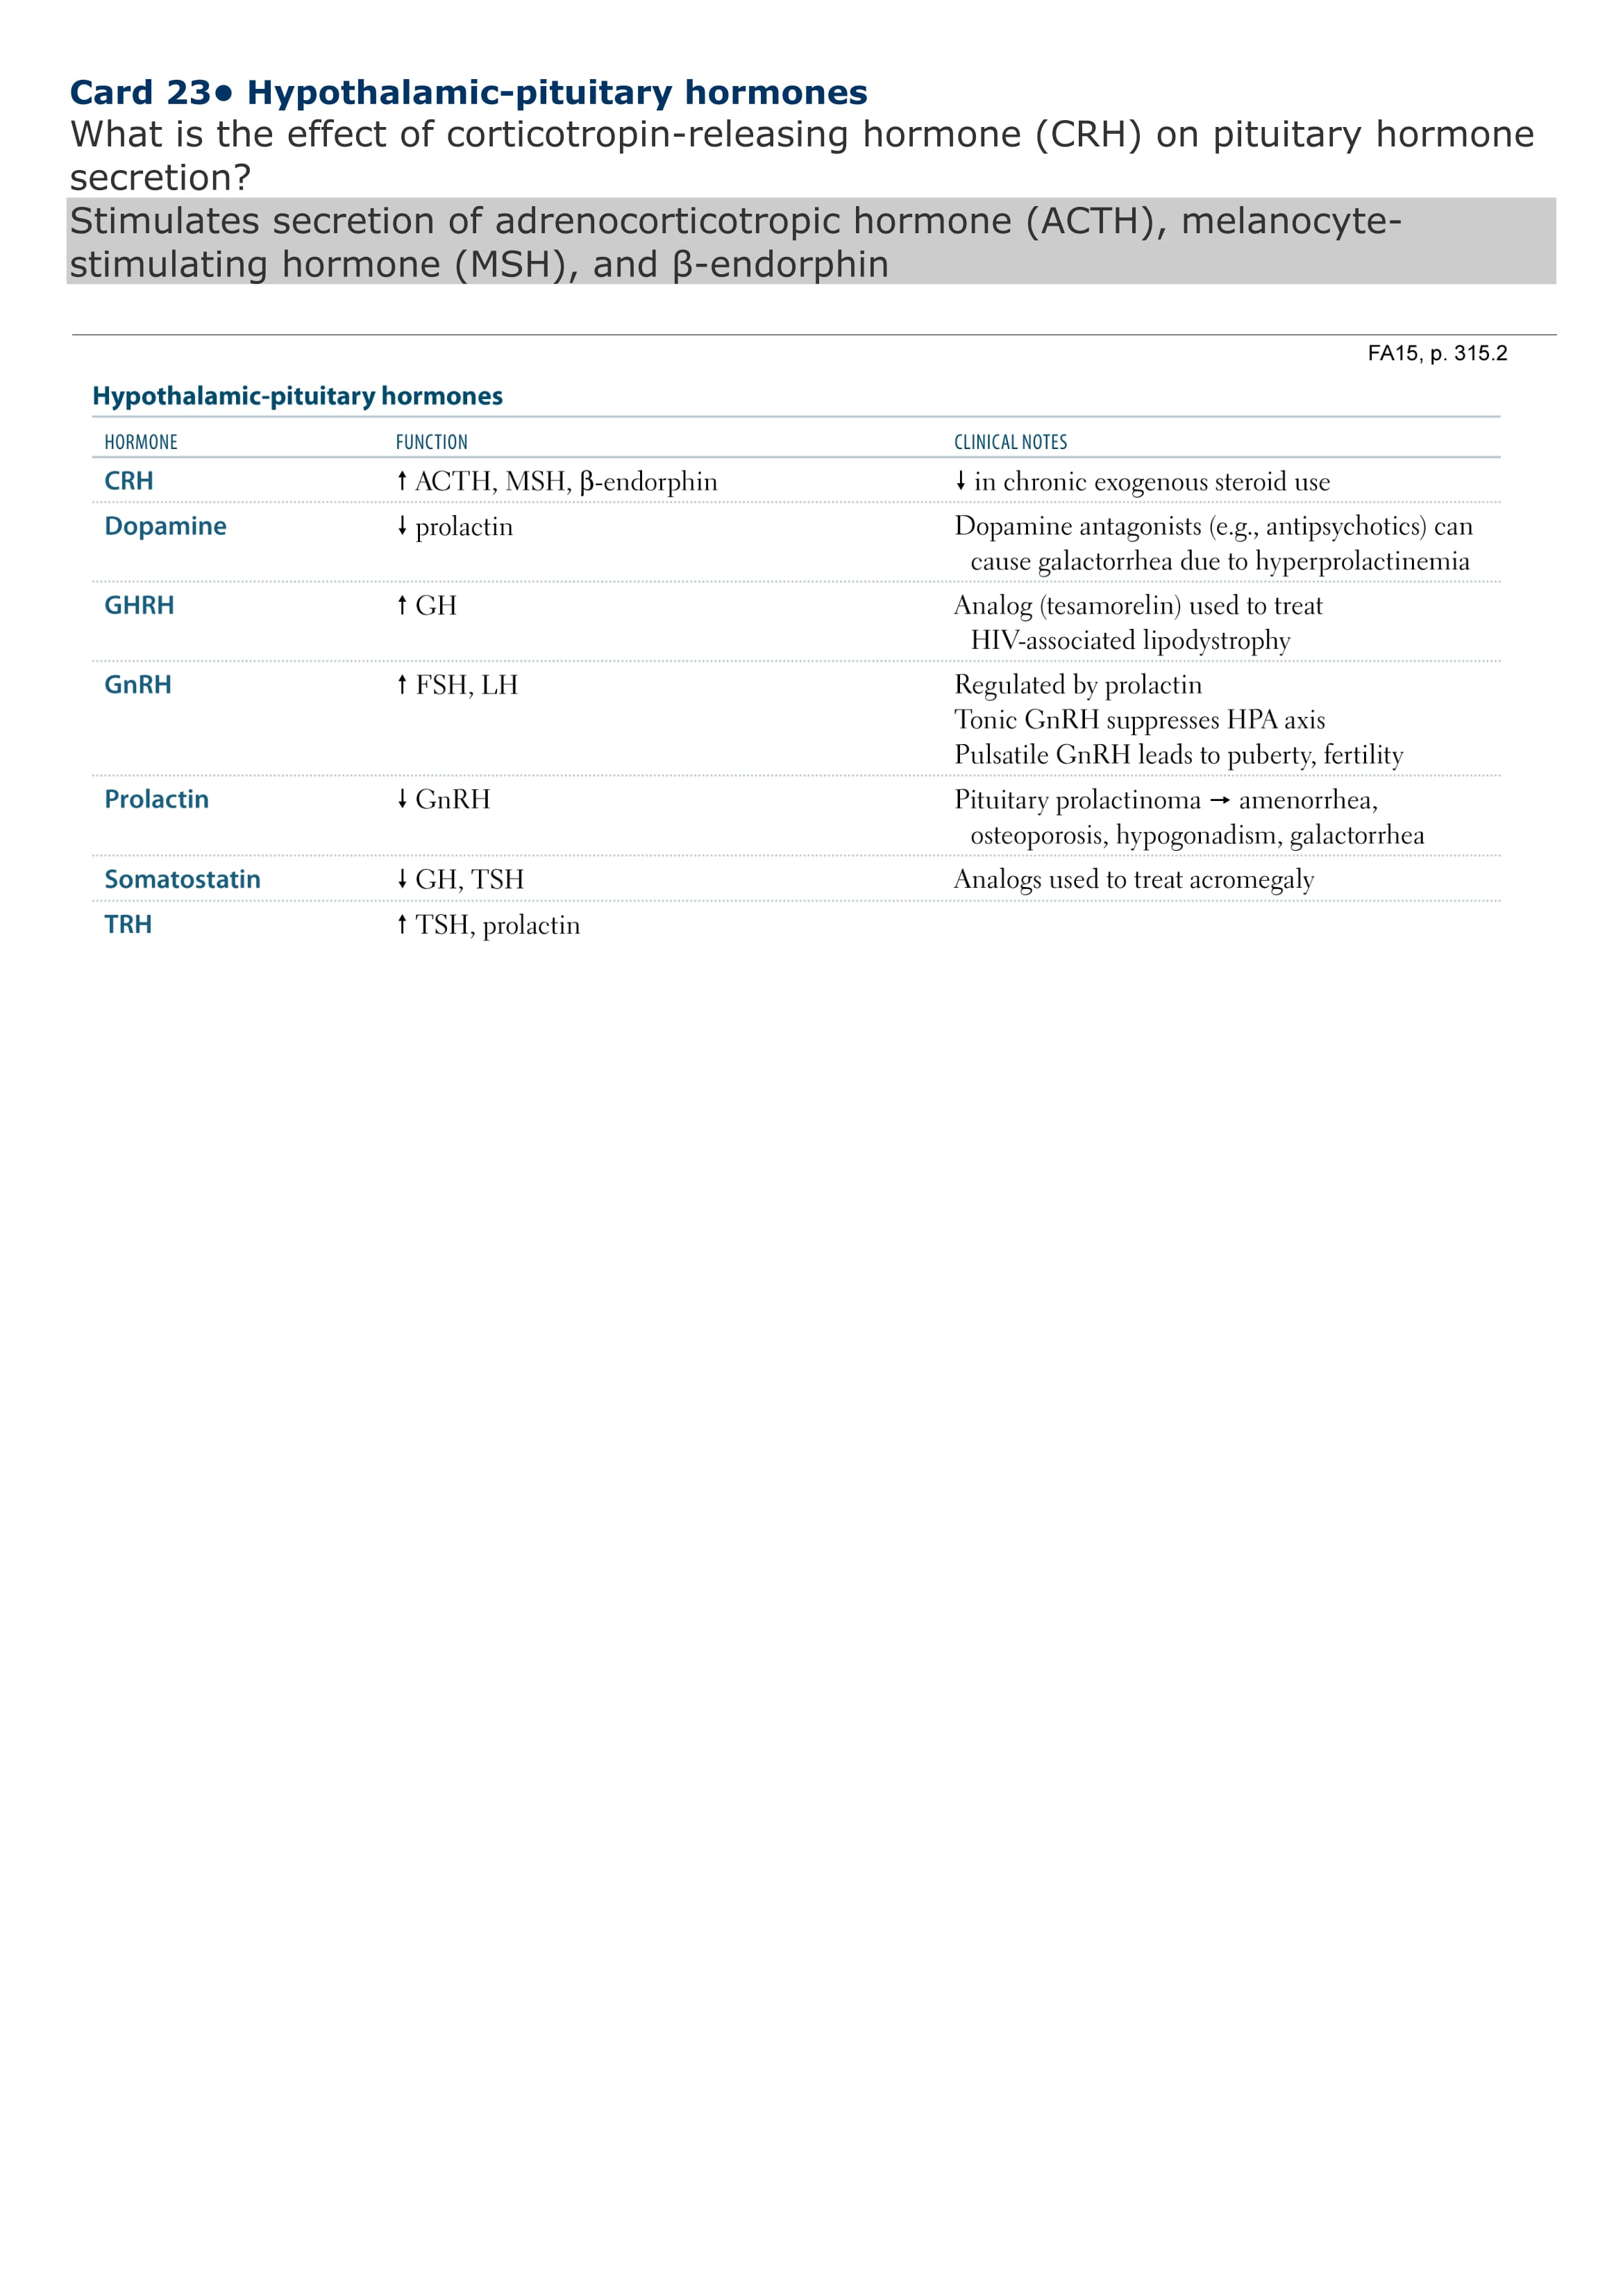 Card 23● Hypothalamic-pituitary hormones
What is the effect of corticotropin-releasing hormone (CRH) on pituitary hormone
secretion?
Stimulates secretion of adrenocorticotropic hormone (ACTH), melanocyte-
stimulating hormone (MSH), and β-endorphin
FA15, p. 315.2
Hypothalamic-pituitary hormones
HORMONE FUNCTION CLINICAL NOTES
CRH ↑ ACTH, MSH, β-endorphin ↓ in chronic exogenous steroid use
Dopamine ↓ prolactin Dopamine antagonists (e.g., antipsychotics) can
cause galactorrhea due to hyperprolactinemia
GHRH ↑ GH Analog (tesamorelin) used to treat
HIV-associated lipodystrophy
GnRH ↑ FSH, LH Regulated by prolactin
Tonic GnRH suppresses HPA axis
Pulsatile GnRH leads to puberty, fertility
Prolactin ↓ GnRH Pituitary prolactinoma → amenorrhea,
osteoporosis, hypogonadism, galactorrhea
Somatostatin ↓ GH, TSH Analogs used to treat acromegaly
TRH ↑ TSH, prolactin